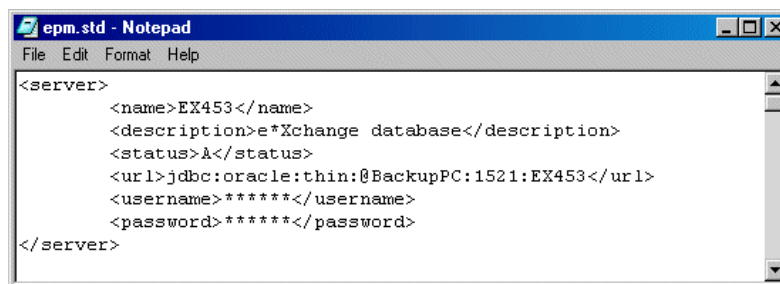 epm.std - Notepad
File Edit Format Help
<server>
<name>EX453</name>
<description>e*Xchange database</description>
<status>A</status>
<url>jdbc:oracle:thin:@BackupPC:1521:EX453</url>
<username>******</username>
<password>******</password>
</server>